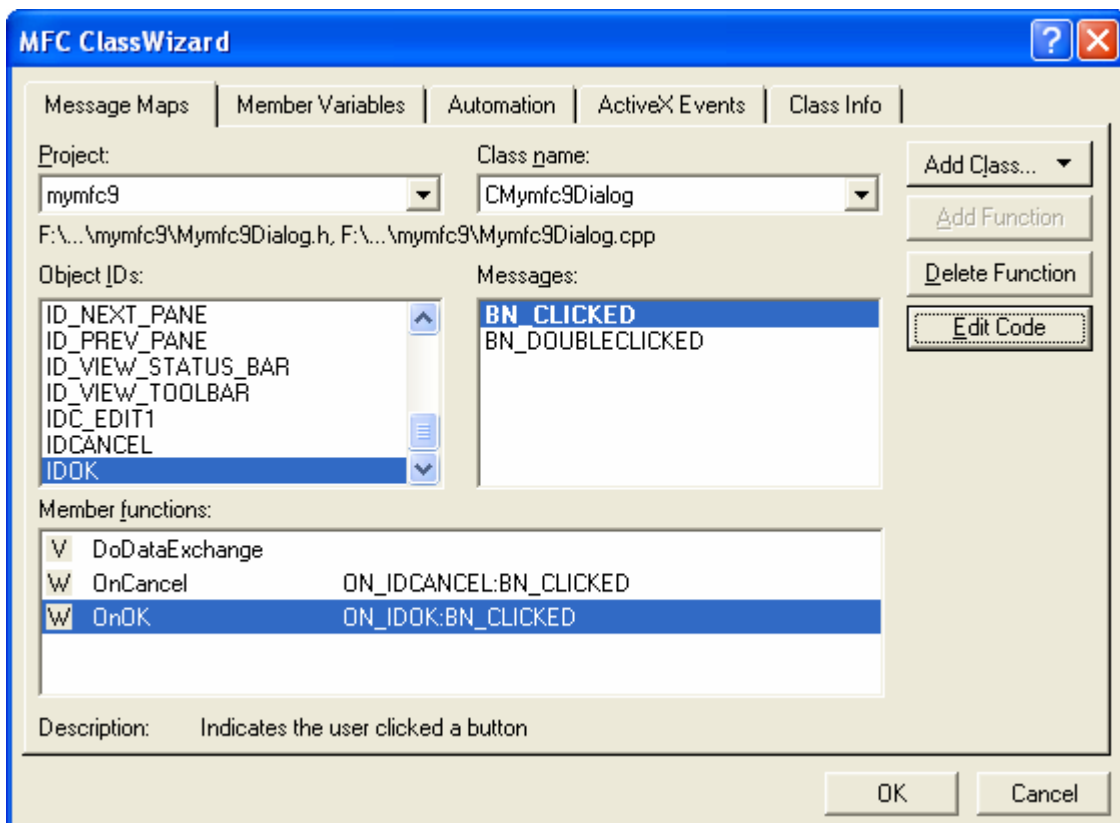 MFC ClassWizard
Message Maps Member Variables Automation ActiveX Events Class Info
Project: Class name:
Add Class...
mymfc9 CMymfc9Dialog
Add Function
F:\...\mymfc9\Mymfc9Dialog.h, F:\...\mymfc9\Mymfc9Dialog.cpp
Object IDs: Messages:
Delete Function
ID_NEXT_PANE BN_CLICKED
Edit Code
ID_PREV_PANE BN_DOUBLECLICKED
ID_VIEW_STATUS_BAR
ID_VIEW_TOOLBAR
IDC_EDIT1
IDCANCEL
IDOK
Member functions:
V DoDataExchange
W OnCancel ON_IDCANCEL:BN_CLICKED
W OnOK ON_IDOK:BN_CLICKED
Description: Indicates the user clicked a button
OK Cancel